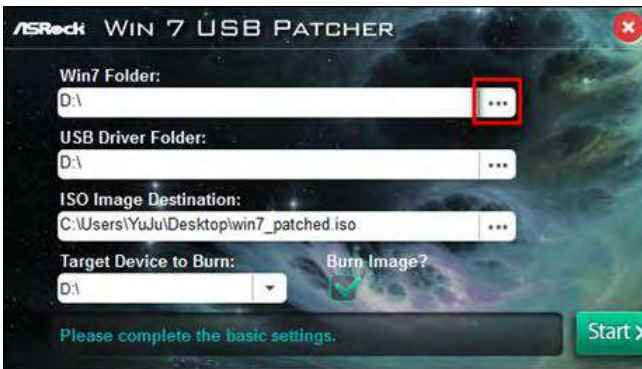 ASRock WIN 7 USB PATCHER
Win7 Folder:
D:\
USB Driver Folder:
D:\
ISO Image Destination:
C:\Users\YuJu\Desktop\win7_patched.iso
Target Device to Burn: Burn Image?
D:\
Please complete the basic settings.
Start